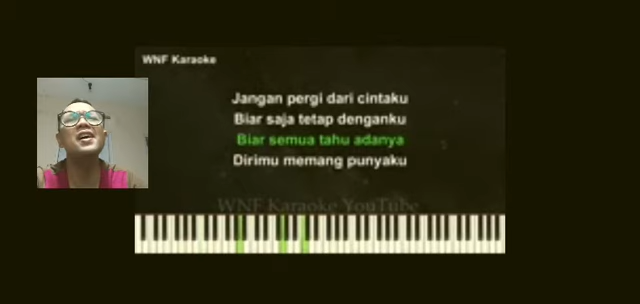 WNF Karaoke
Jangan pergi dari cintaku
Biar saja tetap denganku
Biar semua tahu adanya
Dirimu memang punyaku
WNF Karaoke YouTube